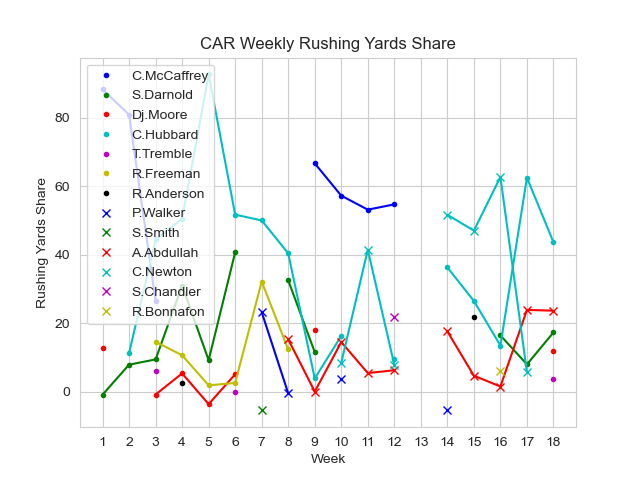 CAR Weekly Rushing Yards Share
C.McCaffrey
S.Darnold
Dj.Moore
C.Hubbard
T.Tremble
R.Freeman
R.Anderson
P.Walker
S.Smith
A.Abdullah
C.Newton
S.Chandler
R.Bonnafon
80
60
40
20
0
Rushing Yards Share
1 2 3 4 5 6 7 8 9 10 11 12 13 14 15 16 17 18
Week